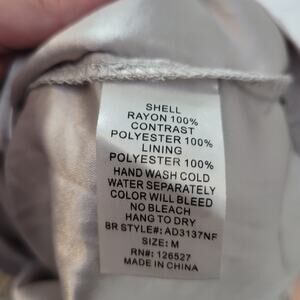 SHELL
RAYON 100%
CONTRAST
POLYESTER 100%
LINING
POLYESTER 100%
HAND WASH COLD
WATER SEPARATELY
COLOR WILL BLEED
NO BLEACH
HANG TO DRY
BR STYLE#: AD3137NF
SIZE: M
RN#: 126527
MADE IN CHINA